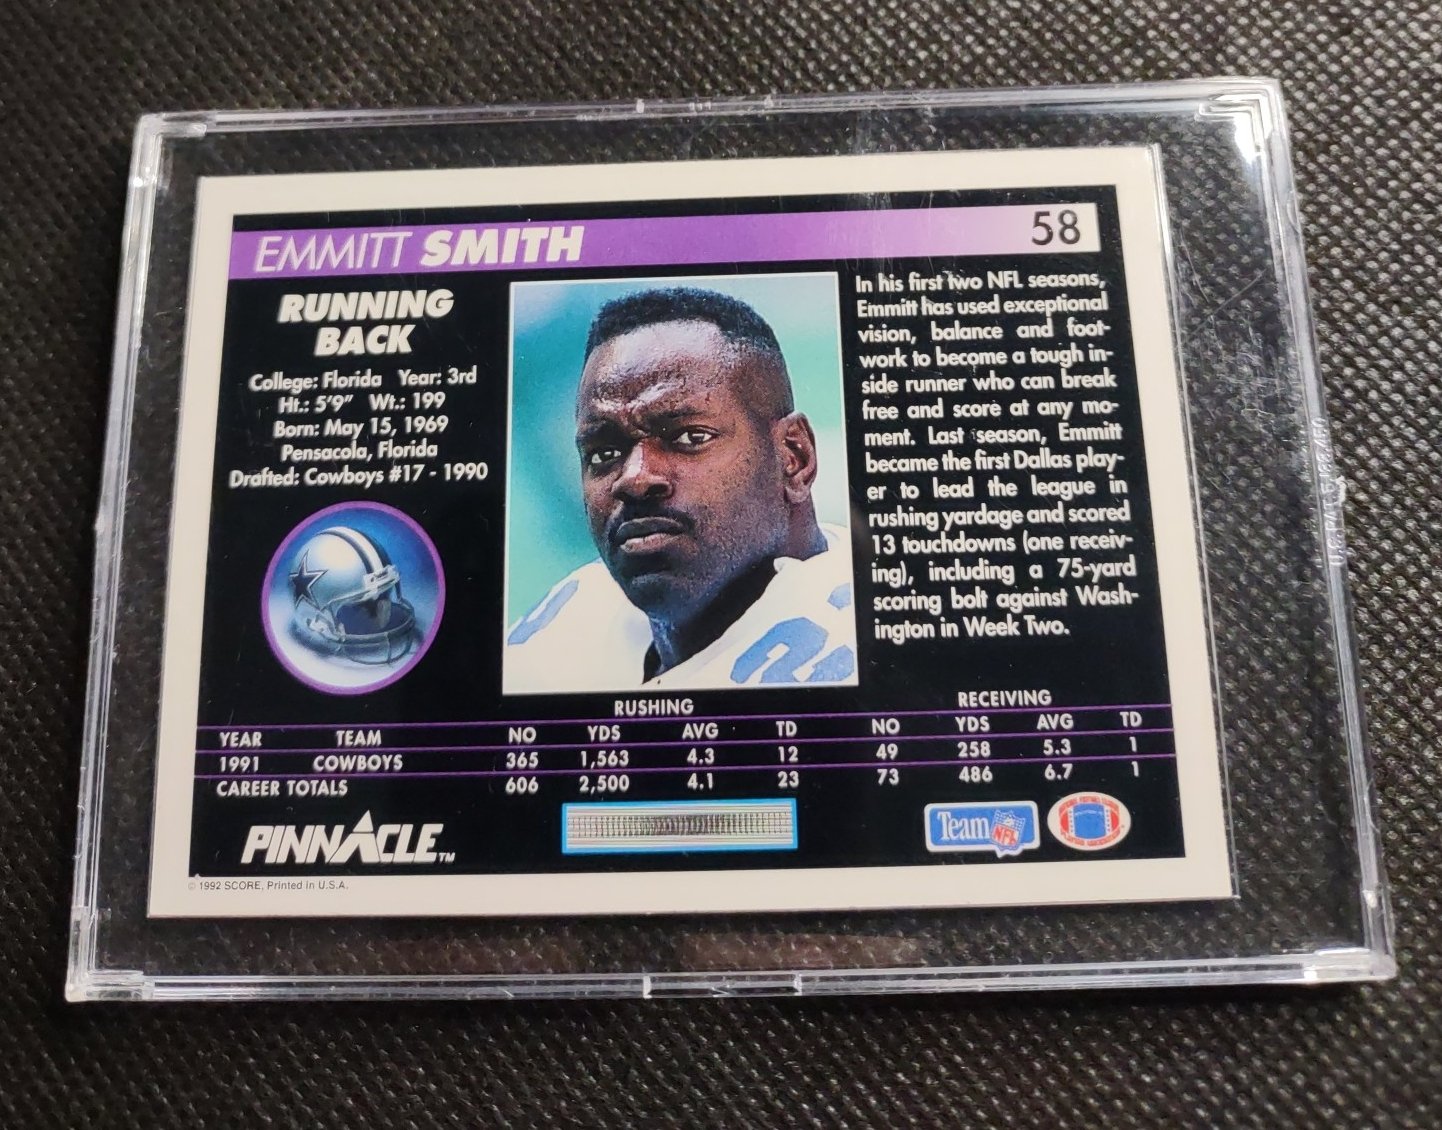 EMMITT SMITH
58
RUNNING
BACK
College: Florida Year: 3rd
Ht.: 5'9" Wt.: 199
Born: May 15, 1969
Pensacola, Florida
Drafted: Cowboys #17 - 1990
In his first two NFL seasons,
Emmitt has used exceptional
vision, balance and foot-
work to become a tough in-
side runner who can break
free and score at any mo-
ment. Last season, Emmitt
became the first Dallas play-
er to lead the league in
rushing yardage and scored
13 touchdowns (one receiv-
ing), including a 75-yard
scoring bolt against Wash-
ington in Week Two.
RUSHING RECEIVING
YEAR TEAM NO YDS AVG TD NO YDS AVG TD
1991 COWBOYS 365 1,563 4.3 12 49 258 5.3 1
CAREER TOTALS 606 2,500 4.1 23 73 486 6.7 1
PINNACLE TM
Team NFL
© 1992 SCORE, Printed in U.S.A.